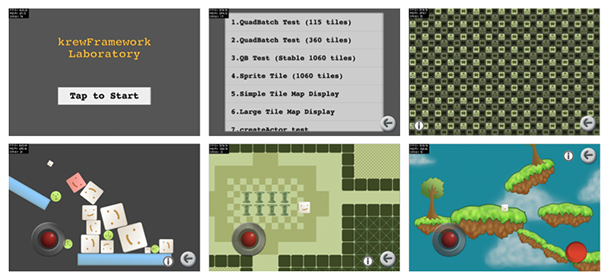 krewFramework
Laboratory
Tap to Start
1.QuadBatch Test (115 tiles)
2.QuadBatch Test (360 tiles)
3.QB Test (Stable 1060 tiles)
4.Sprite Tile (1060 tiles)
5.Simple Tile Map Display
6.Large Tile Map Display
7.createActor test